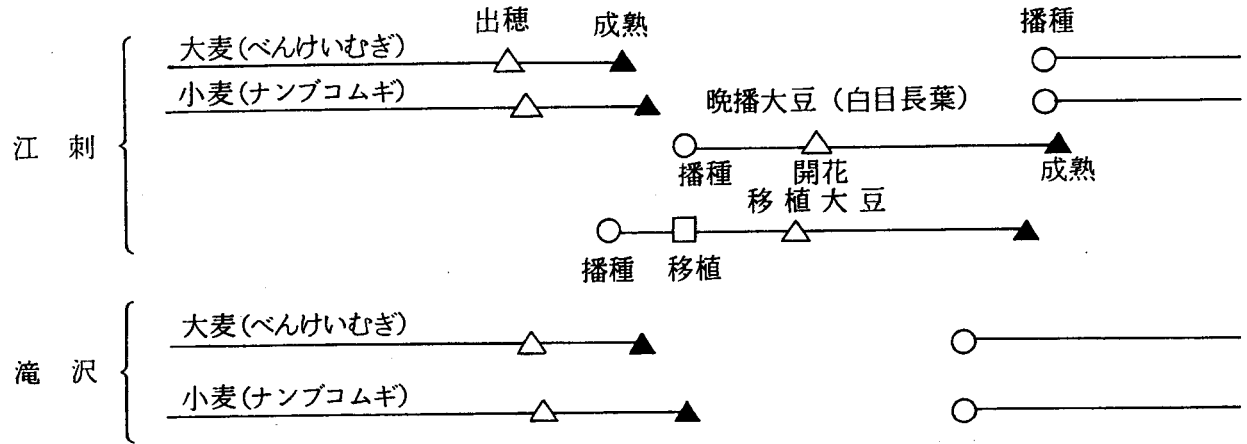 出穂 成熟 播種
大麦(べんけいむぎ)
小麦(ナンブコムギ)
晩播大豆(白目長葉)
江刺
播種 開花 成熟
移植大豆
播種 移植
大麦(べんけいむぎ)
滝沢
小麦(ナンブコムギ)